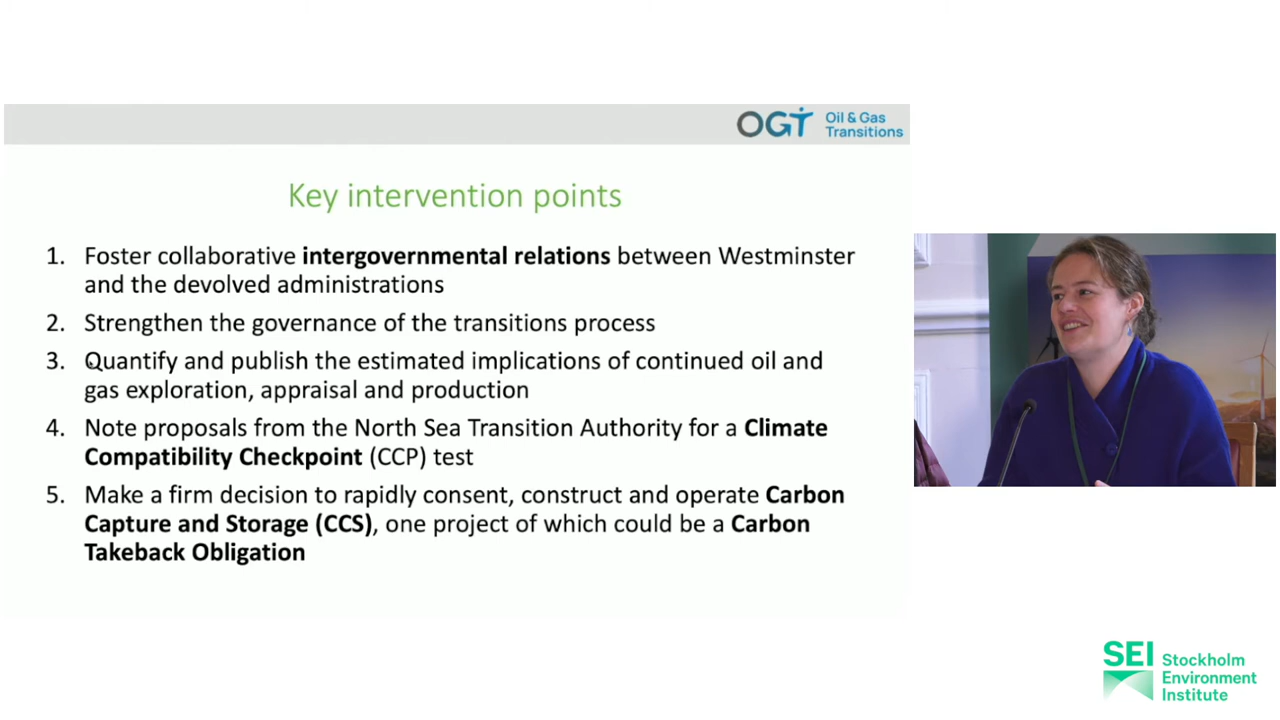 OGT Oil & Gas
Transitions
Key intervention points
1. Foster collaborative intergovernmental relations between Westminster
and the devolved administrations
2. Strengthen the governance of the transitions process
3. Quantify and publish the estimated implications of continued oil and
gas exploration, appraisal and production
4. Note proposals from the North Sea Transition Authority for a Climate
Compatibility Checkpoint (CCP) test
5. Make a firm decision to rapidly consent, construct and operate Carbon
Capture and Storage (CCS), one project of which could be a Carbon
Takeback Obligation
SEI Stockholm
Environment
Institute